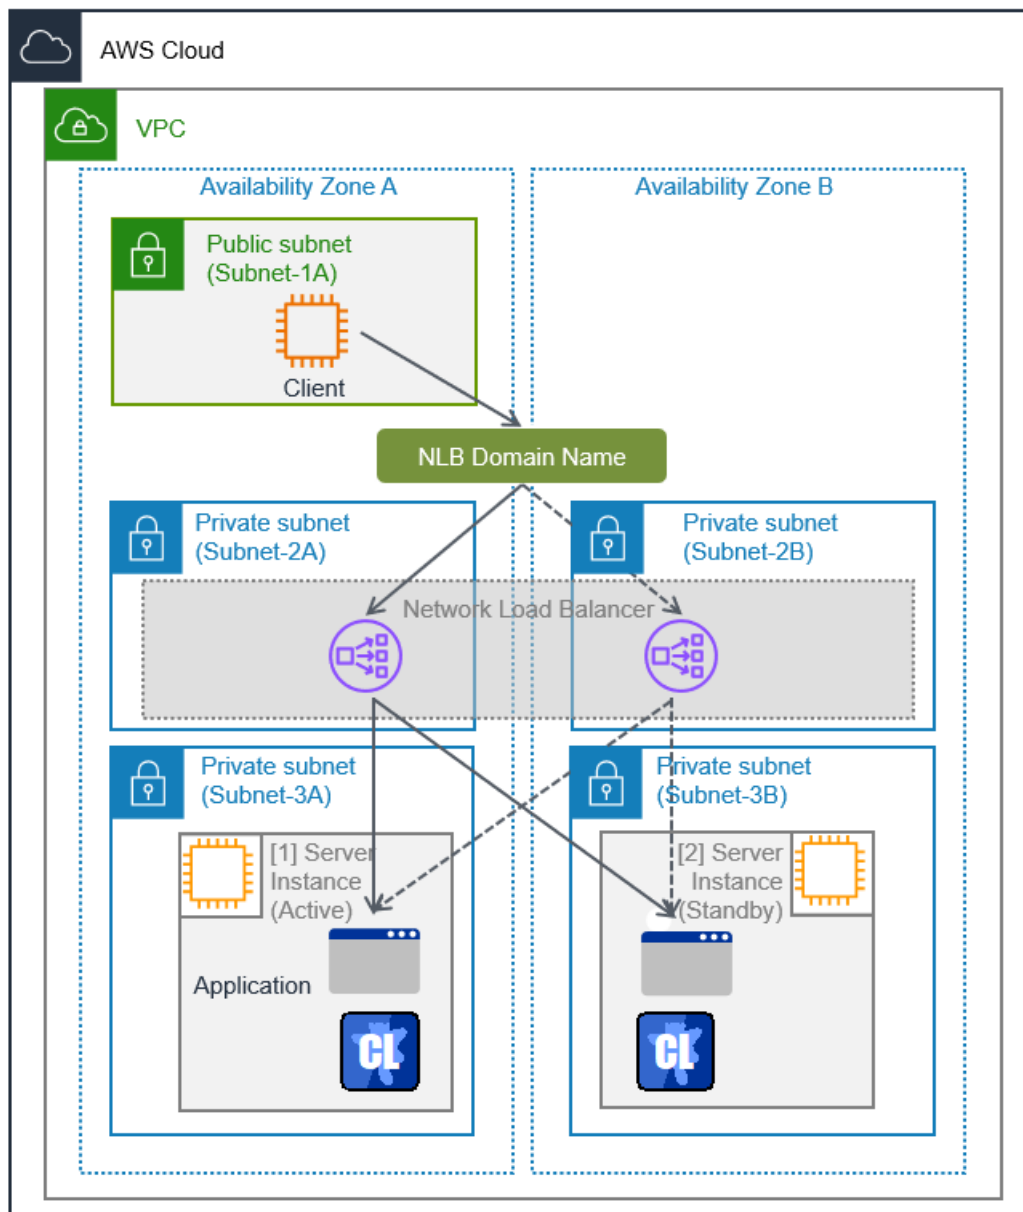 AWS Cloud
VPC
Availability Zone A
Availability Zone B
Public subnet
(Subnet-1A)
Client
NLB Domain Name
Private subnet
(Subnet-2A)
Private subnet
(Subnet-2B)
Network Load Balancer
Private subnet
(Subnet-3A)
Private subnet
(Subnet-3B)
[1] Server
Instance
(Active)
[2] Server
Instance
(Standby)
Application
CL
CL